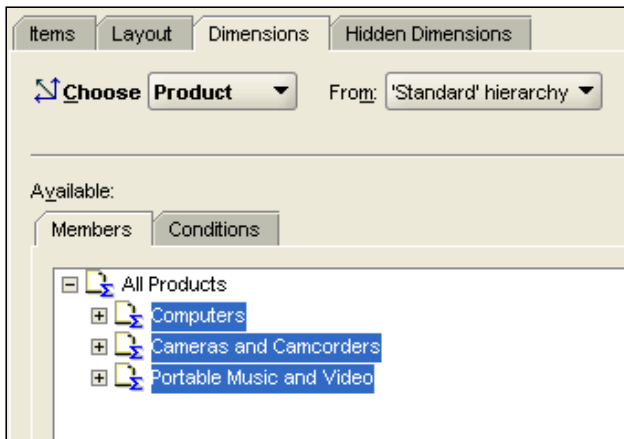 Items Layout Dimensions Hidden Dimensions
Choose Product From: 'Standard' hierarchy
Available:
Members Conditions
All Products
Computers
Cameras and Camcorders
Portable Music and Video